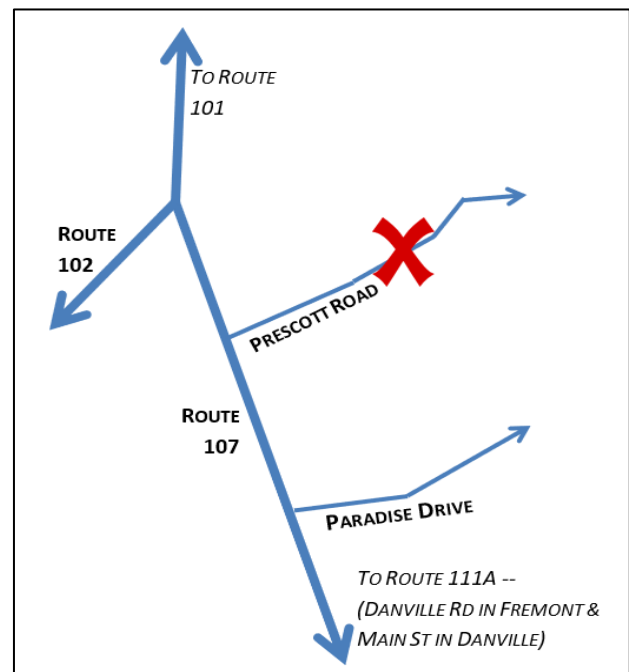 TO ROUTE
101
ROUTE
102
PRESCOTT ROAD
ROUTE
107
PARADISE DRIVE
TO ROUTE 111A --
(DANVILLE RD IN FREMONT &
MAIN ST IN DANVILLE)